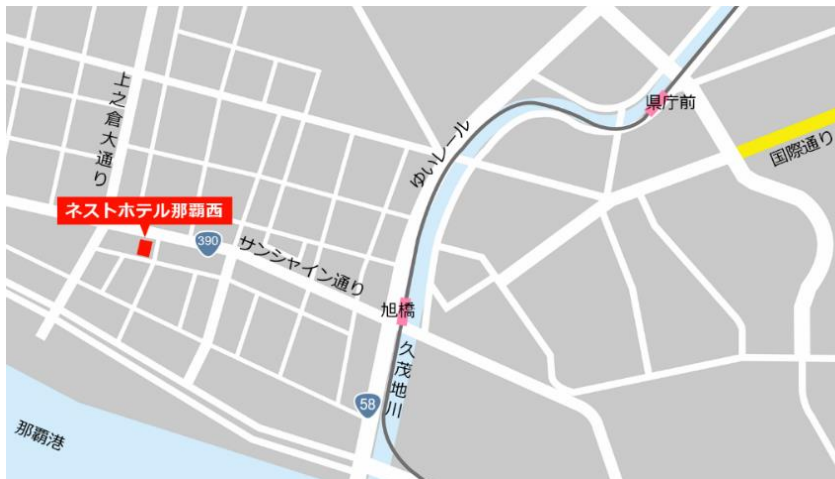 県庁前
国際通り
上之倉大通り
ゆいレール
ネストホテル那覇西
390
サンシャイン通り
旭橋
久茂地川
58
那覇港